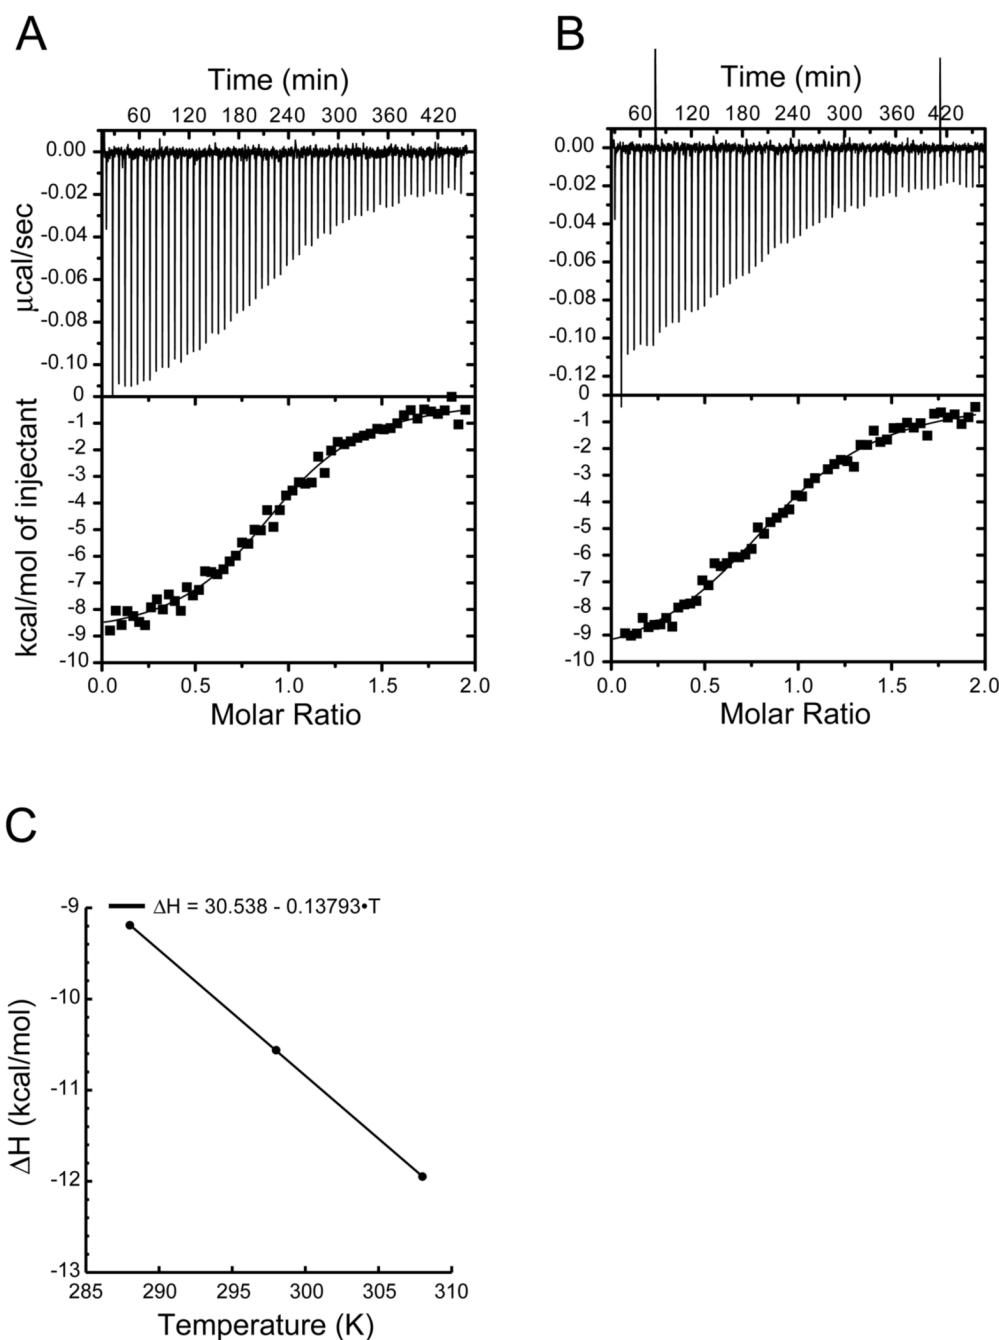 A
Time (min)
60 120 180 240 300 360 420
0.00
-0.02
-0.04
-0.06
-0.08
-0.10
µcal/sec
0
-1
-2
-3
-4
-5
-6
-7
-8
-9
-10
kcal/mol of injectant
0.0 0.5 1.0 1.5 2.0
Molar Ratio
B
Time (min)
60 120 180 240 300 360 420
0.00
-0.02
-0.04
-0.06
-0.08
-0.10
-0.12
0
-1
-2
-3
-4
-5
-6
-7
-8
-9
-10
0.0 0.5 1.0 1.5 2.0
Molar Ratio
C
ΔH = 30.538 - 0.13793•T
-9
-10
-11
-12
-13
ΔH (kcal/mol)
285 290 295 300 305 310
Temperature (K)